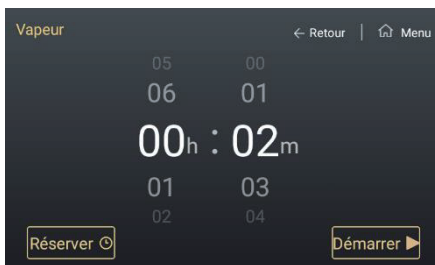 Vapeur
← Retour | Menu
05 00
06 01
00h : 02m
01 03
02 04
Réserver
Démarrer